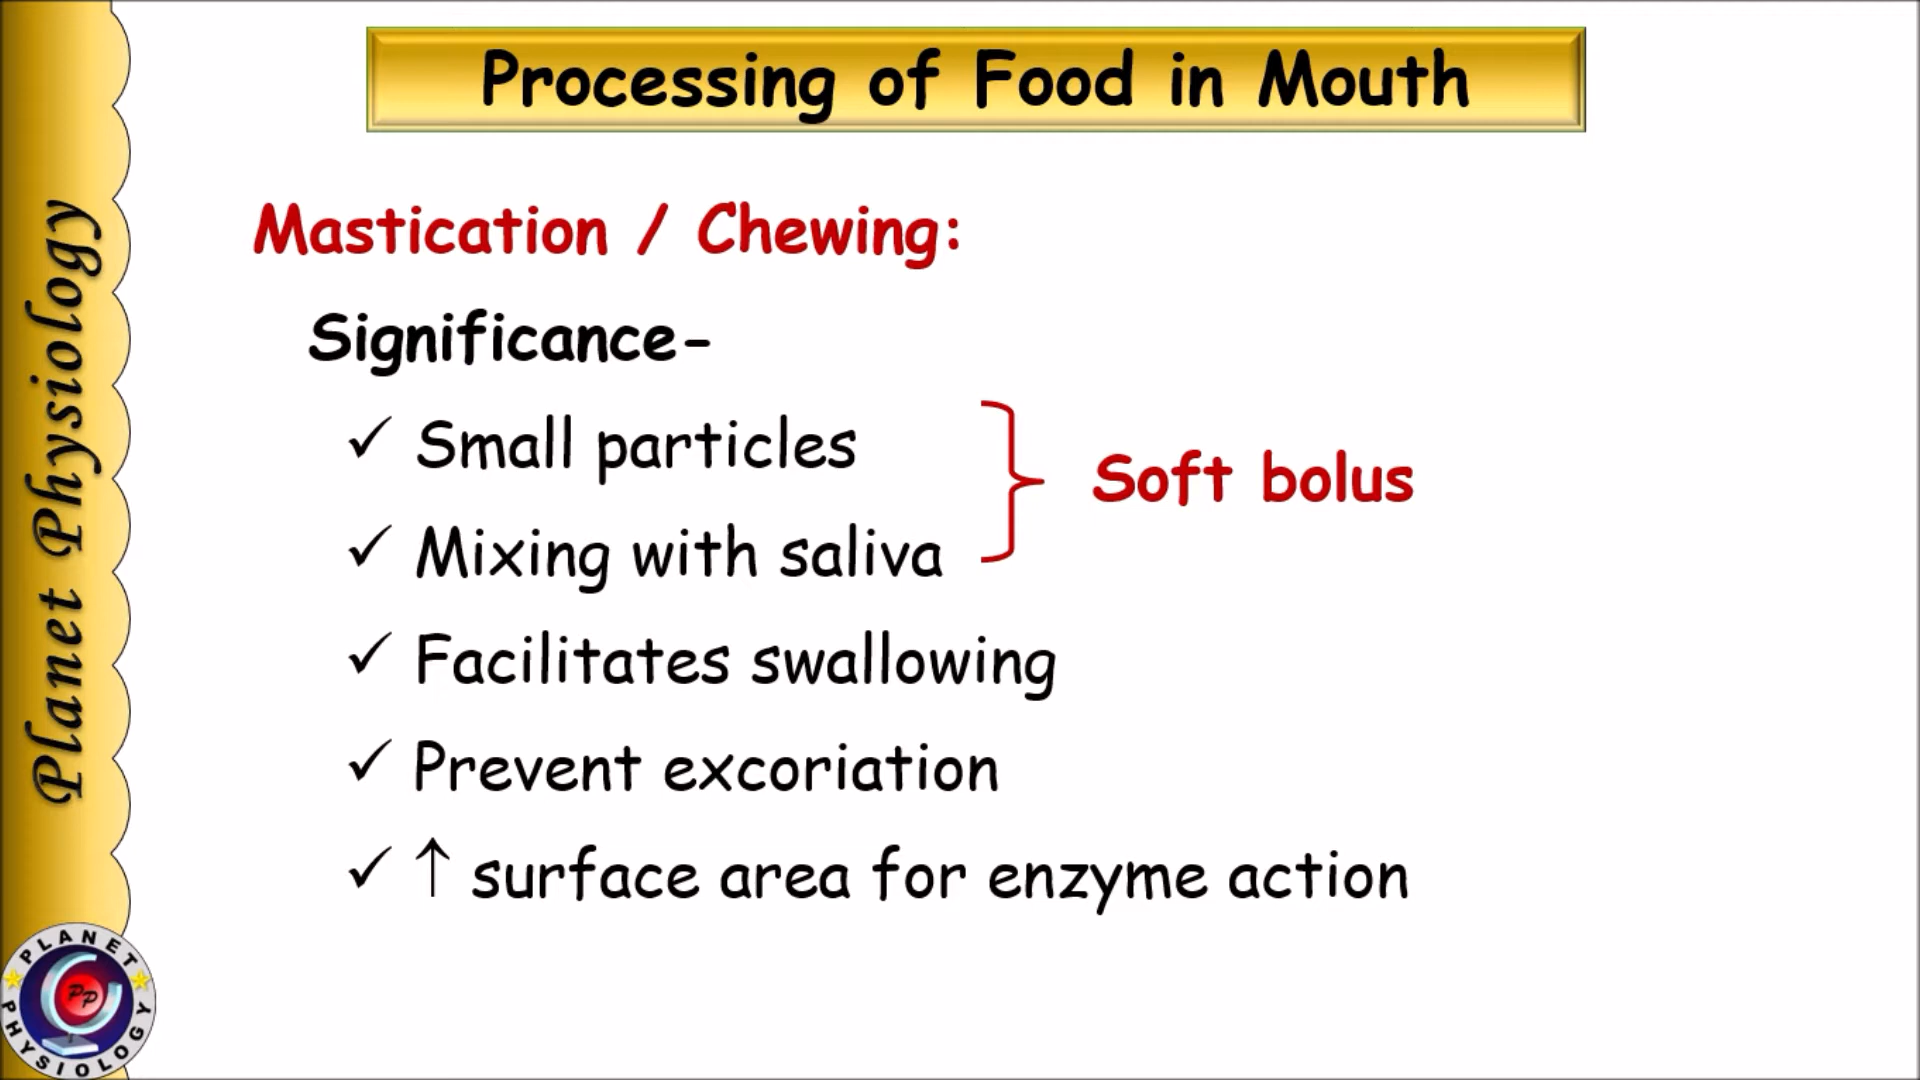 Processing of Food in Mouth
Mastication / Chewing:
Significance-
✓ Small particles
✓ Mixing with saliva
Soft bolus
✓ Facilitates swallowing
✓ Prevent excoriation
✓ ↑ surface area for enzyme action
Planet Physiology
PLANET
PP
PHYSIOLOGY